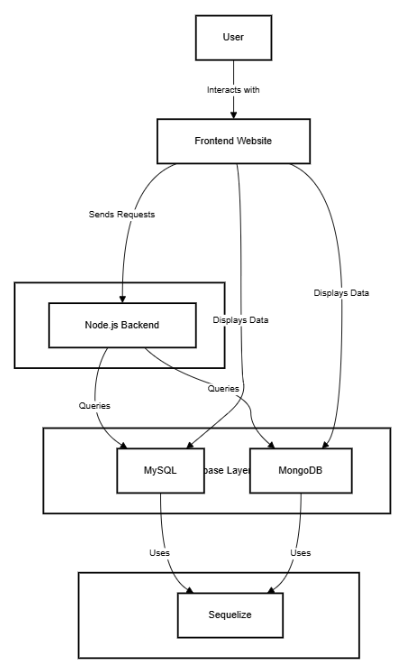 User
Interacts with
Frontend Website
Sends Requests
Displays Data
Displays Data
Node.js Backend
Queries
Queries
MySQL
base Layer
MongoDB
Uses
Uses
Sequelize